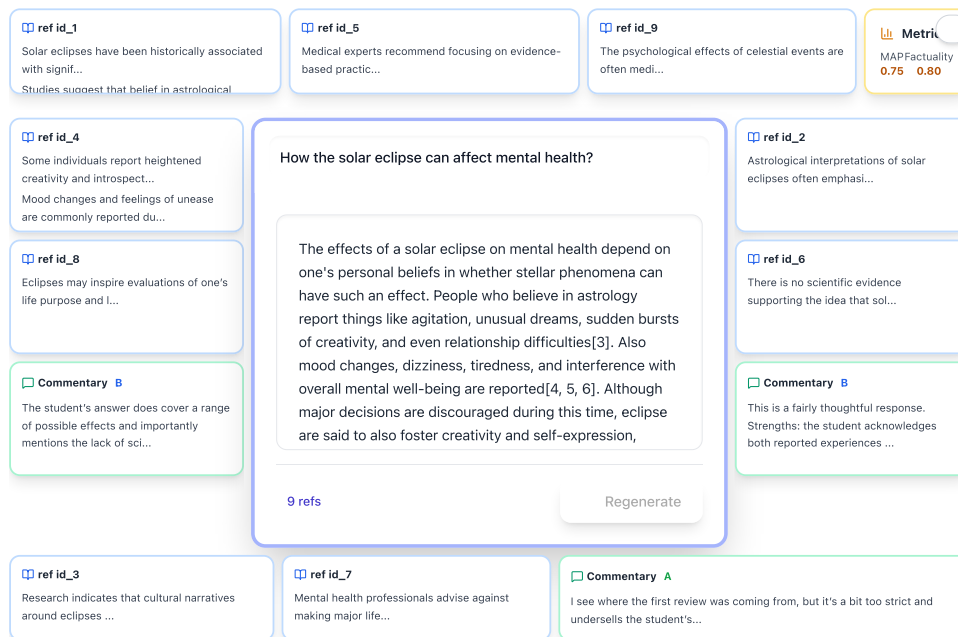 ref id_1
Solar eclipses have been historically associated
with signif...
Studies suggest that belief in astrological
ref id_5
Medical experts recommend focusing on evidence-
based practic...
ref id_9
The psychological effects of celestial events are
often medi...
MAPFactuality
0.75 0.80
ref id_4
Some individuals report heightened
creativity and introspect...
Mood changes and feelings of unease
are commonly reported du...
How the solar eclipse can affect mental health?
The effects of a solar eclipse on mental health depend on
one's personal beliefs in whether stellar phenomena can
have such an effect. People who believe in astrology
report things like agitation, unusual dreams, sudden bursts
of creativity, and even relationship difficulties[3]. Also
mood changes, dizziness, tiredness, and interference with
overall mental well-being are reported[4, 5, 6]. Although
major decisions are discouraged during this time, eclipse
are said to also foster creativity and self-expression,
9 refs
Regenerate
ref id_2
Astrological interpretations of solar
eclipses often emphasi...
ref id_8
Eclipses may inspire evaluations of one's
life purpose and I...
ref id_6
There is no scientific evidence
supporting the idea that sol...
Commentary B
The student's answer does cover a range
of possible effects and importantly
mentions the lack of sci...
Commentary B
This is a fairly thoughtful response.
Strengths: the student acknowledges
both reported experiences ...
ref id_3
Research indicates that cultural narratives
around eclipses ...
ref id_7
Mental health professionals advise against
making major life...
Commentary A
I see where the first review was coming from, but it's a bit too strict and
undersells the student's...